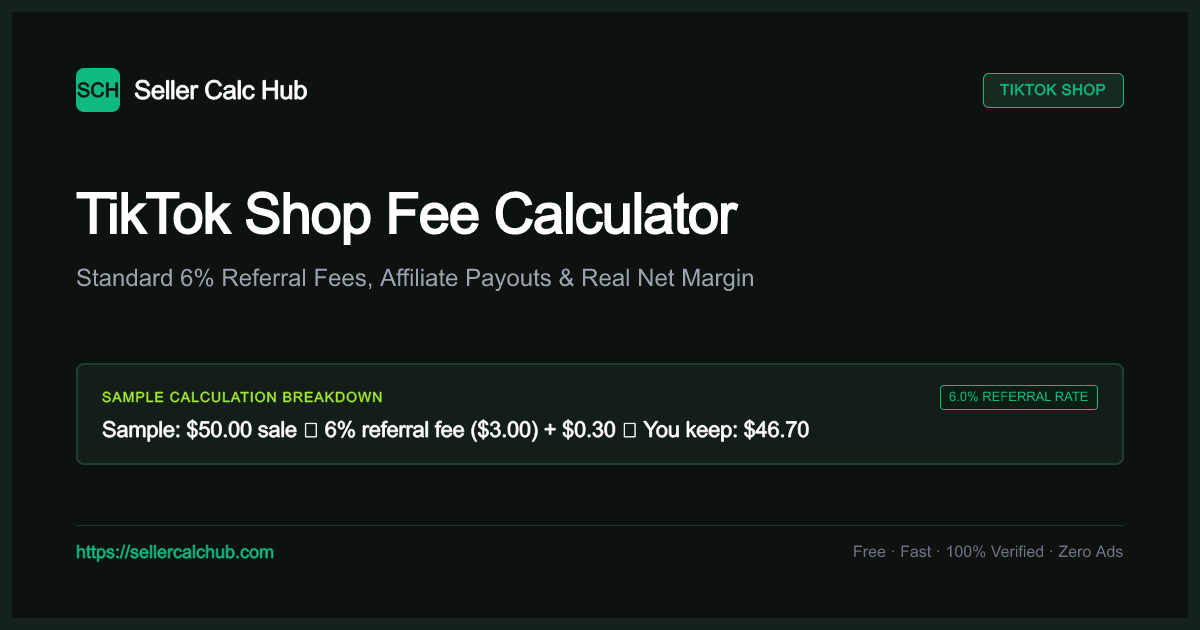 SCH Seller Calc Hub
TIKTOK SHOP
TikTok Shop Fee Calculator
Standard 6% Referral Fees, Affiliate Payouts & Real Net Margin
SAMPLE CALCULATION BREAKDOWN
6.0% REFERRAL RATE
Sample: $50.00 sale □ 6% referral fee ($3.00) + $0.30 □ You keep: $46.70
https://sellercalchub.com
Free · Fast · 100% Verified · Zero Ads